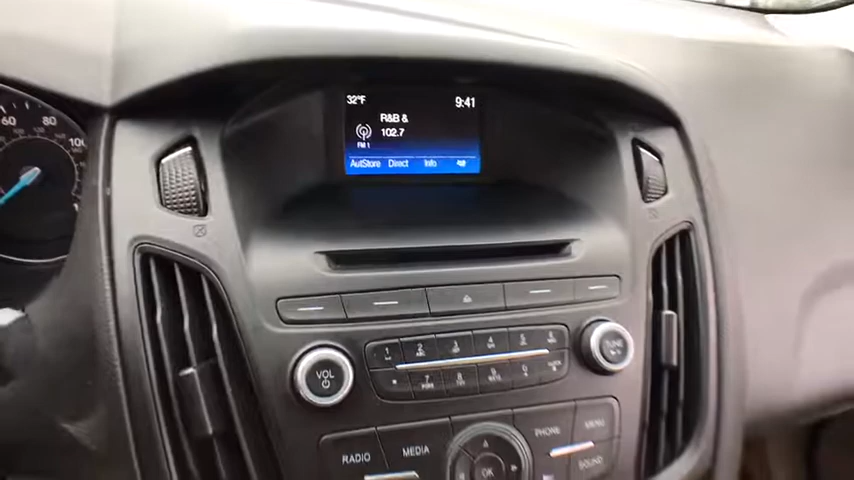 32°F 9:41
R&B &
102.7
FM 1
AutStore Direct Info
60 80 100
VOL
TUNE
1 2 3 4 5 6
7 8 9 0
RADIO MEDIA PHONE MENU
OK SOUND